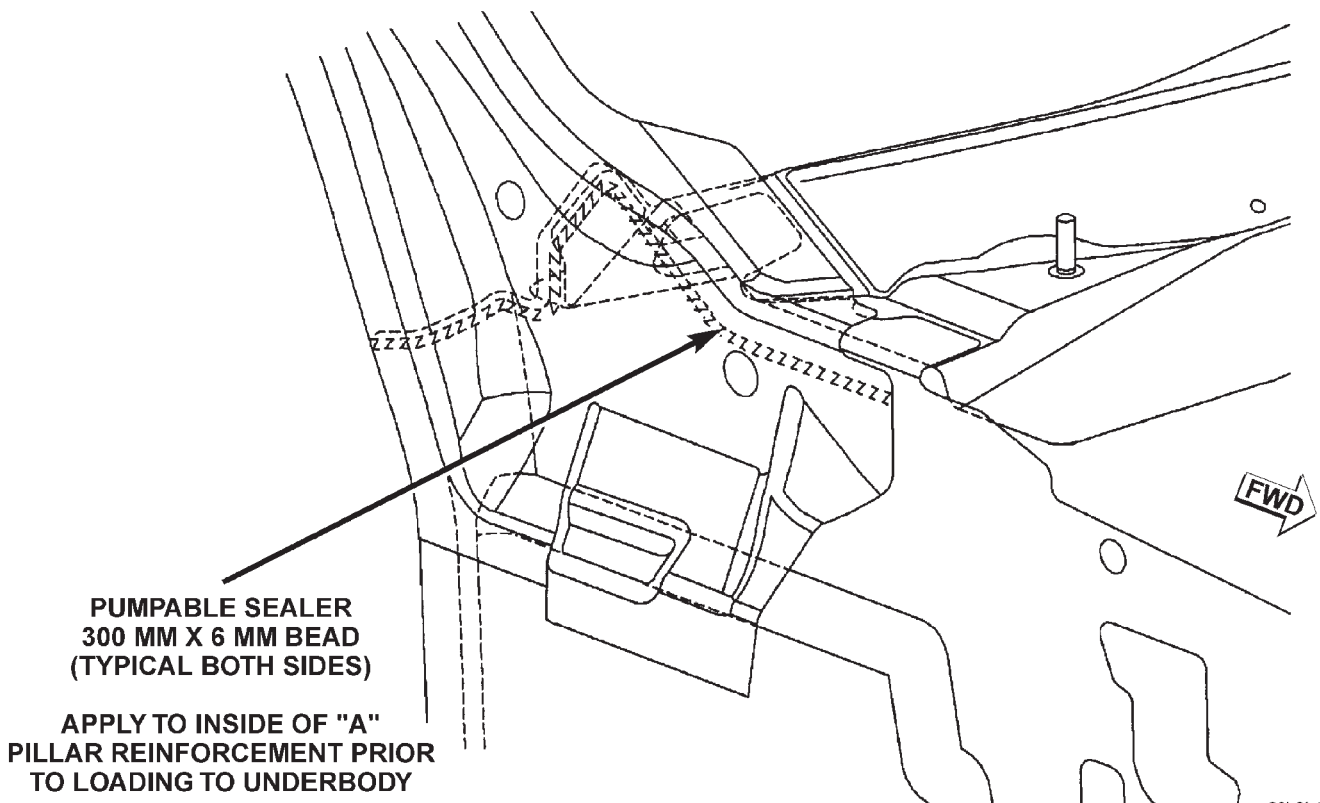 FWD
PUMPABLE SEALER
300 MM X 6 MM BEAD
(TYPICAL BOTH SIDES)
APPLY TO INSIDE OF "A"
PILLAR REINFORCEMENT PRIOR
TO LOADING TO UNDERBODY